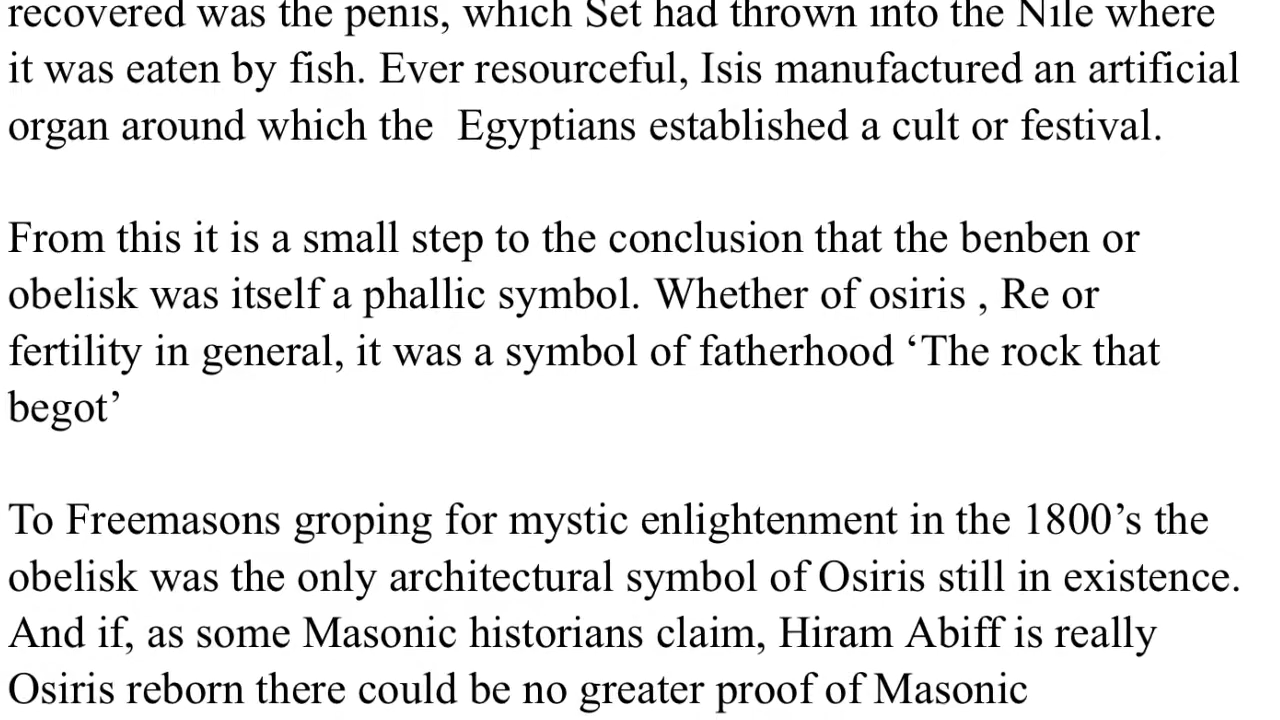 recovered was the penis, which Set had thrown into the Nile where
it was eaten by fish. Ever resourceful, Isis manufactured an artificial
organ around which the  Egyptians established a cult or festival.
From this it is a small step to the conclusion that the benben or
obelisk was itself a phallic symbol. Whether of osiris , Re or
fertility in general, it was a symbol of fatherhood ‘The rock that
begot’
To Freemasons groping for mystic enlightenment in the 1800’s the
obelisk was the only architectural symbol of Osiris still in existence.
And if, as some Masonic historians claim, Hiram Abiff is really
Osiris reborn there could be no greater proof of Masonic